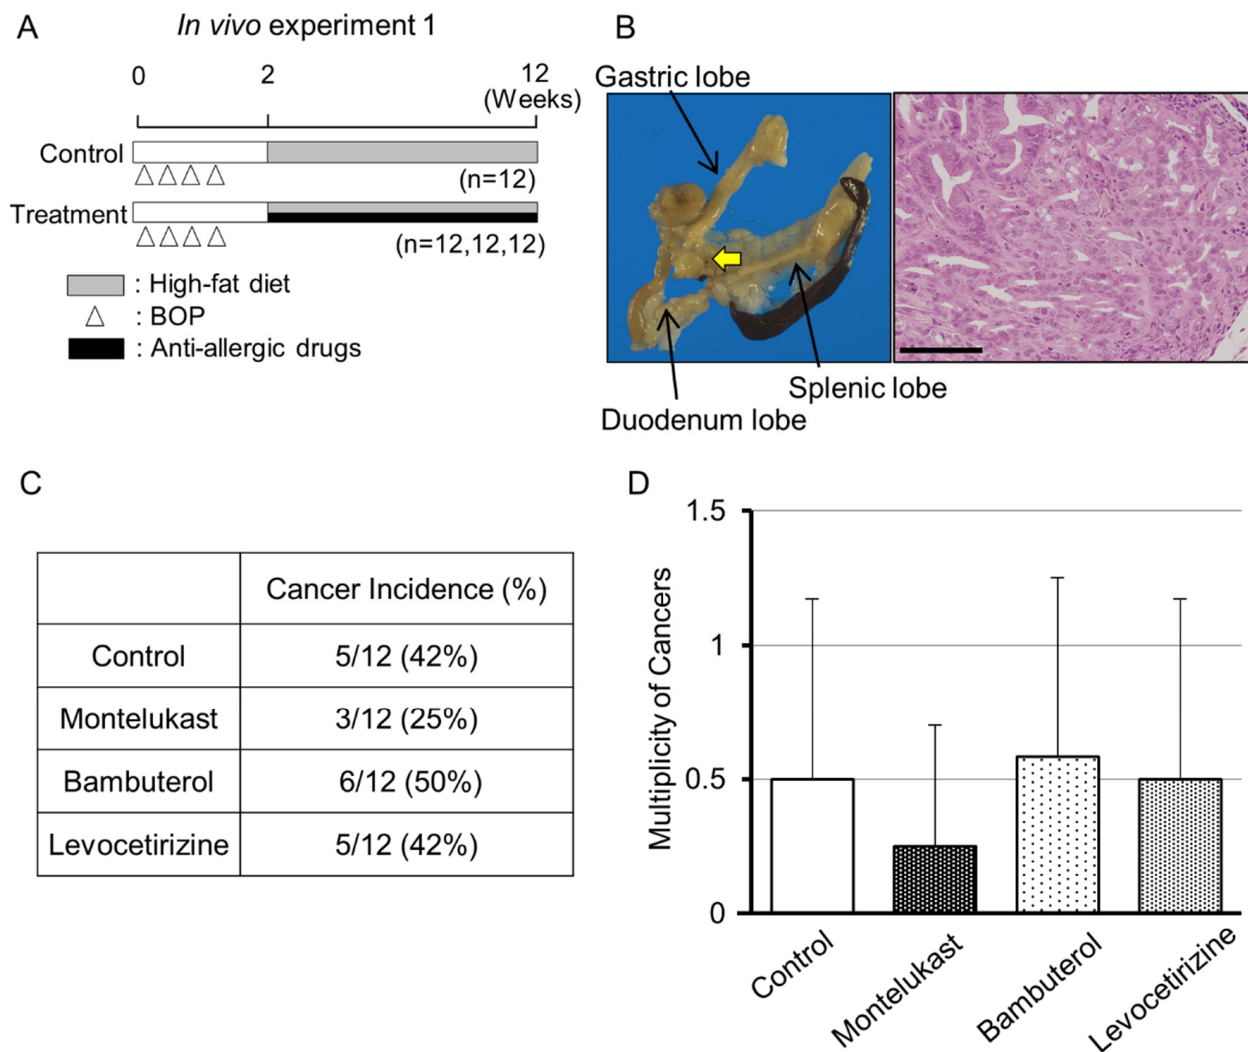 A
In vivo experiment 1
0 2 12
(Weeks)
Control
(n=12)
Treatment
(n=12,12,12)
: High-fat diet
: BOP
: Anti-allergic drugs
B
Gastric lobe
Splenic lobe
Duodenum lobe
C
Cancer Incidence (%)
Control 5/12 (42%)
Montelukast 3/12 (25%)
Bambuterol 6/12 (50%)
Levocetirizine 5/12 (42%)
D
Multiplicity of Cancers
1.5
1
0.5
0
Control
Montelukast
Bambuterol
Levocetirizine